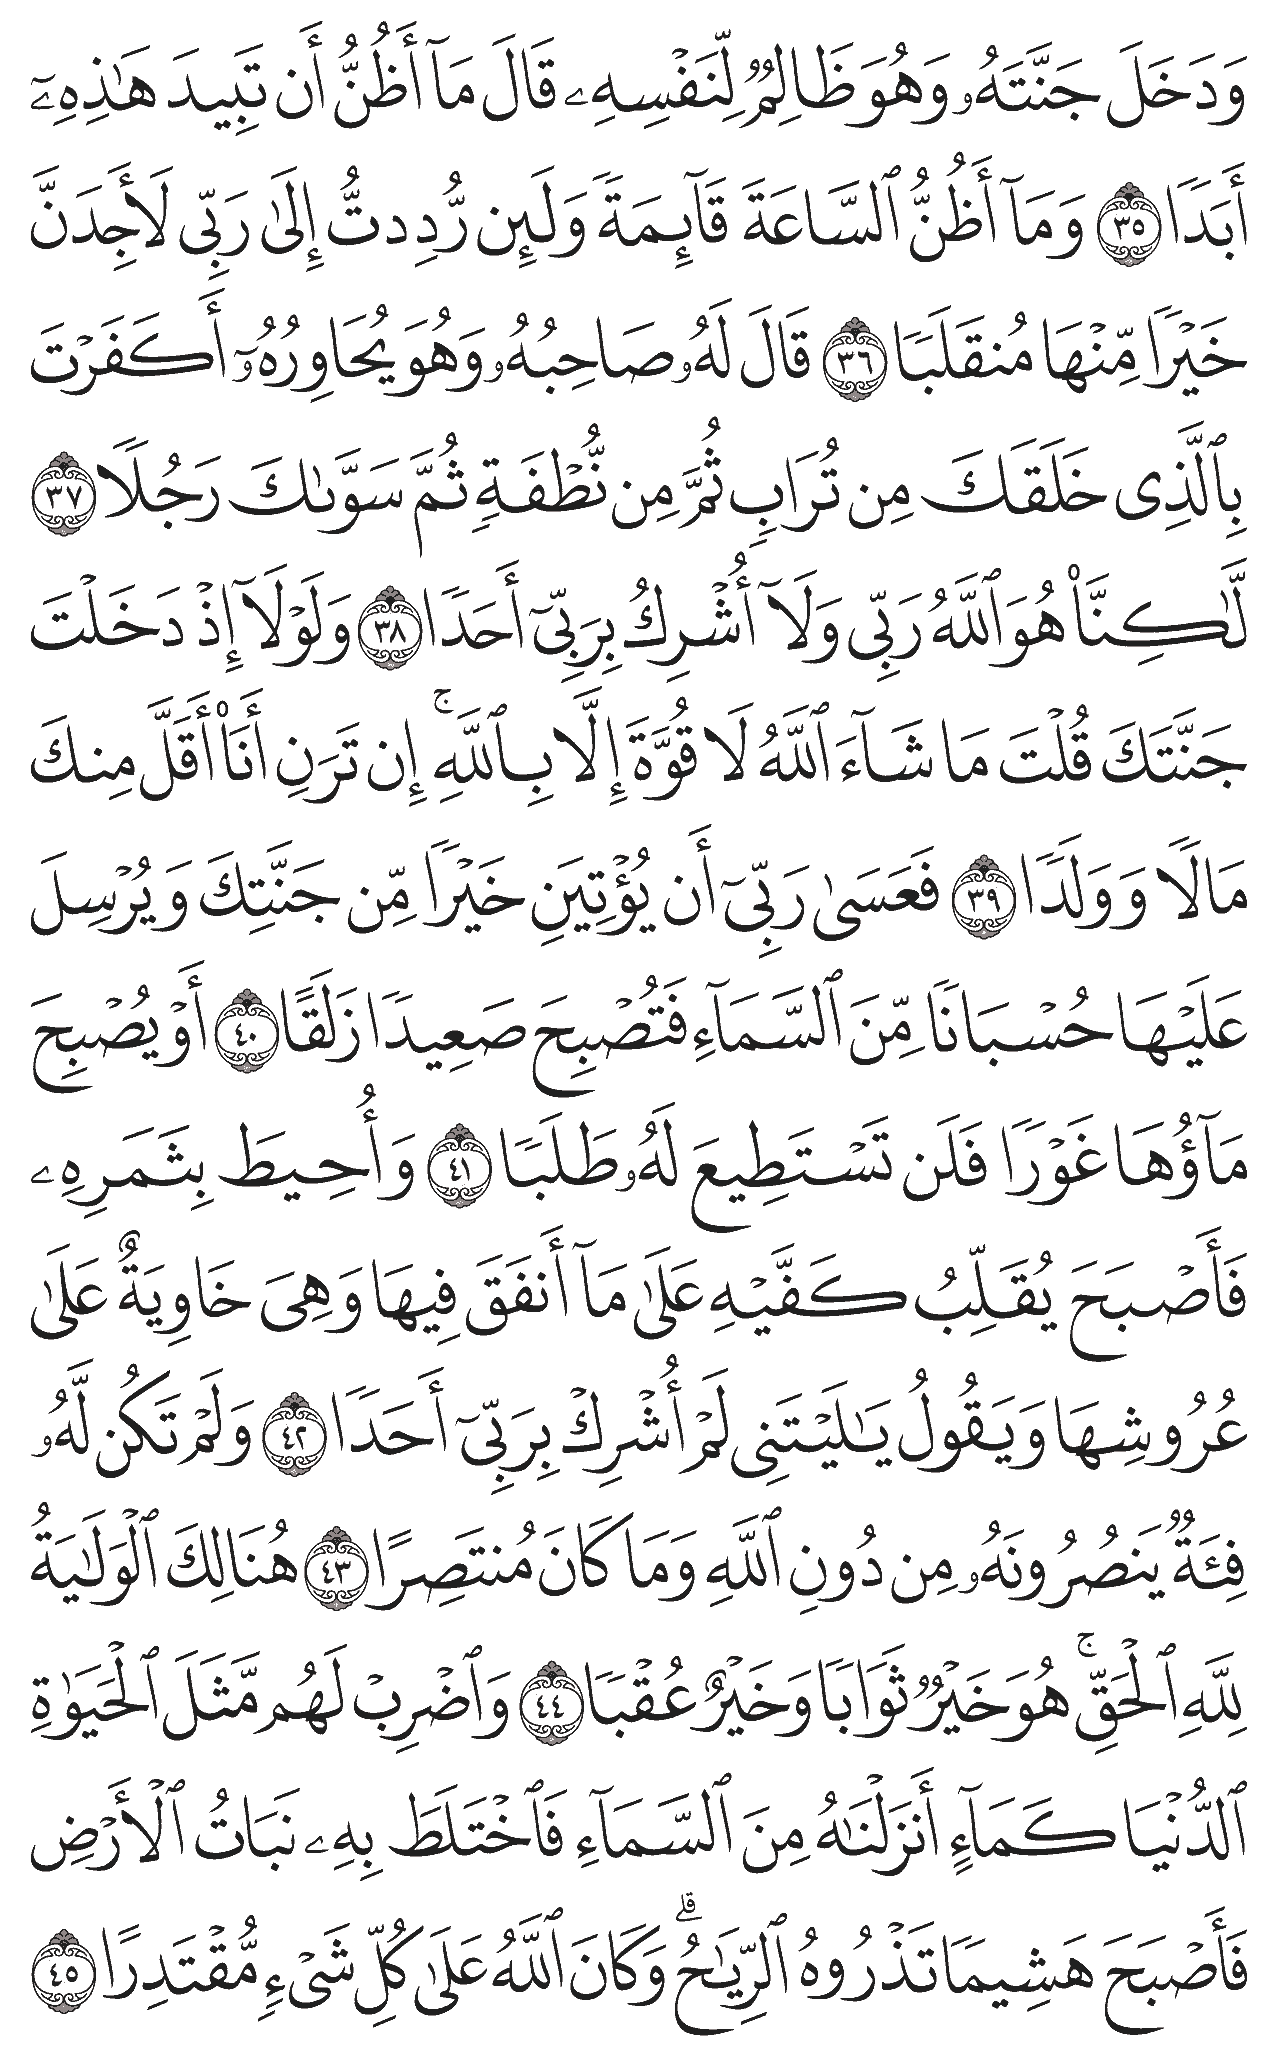 وَدَخَلَ جَنَّتَهُۥ وَهُوَ ظَالِمٌ لِّنَفْسِهِۦ قَالَ مَآ أَظُنُّ أَن تَبِيدَ هَٰذِهِۦٓ
أَبَدًا ٣٥ وَمَآ أَظُنُّ ٱلسَّاعَةَ قَآئِمَةً وَلَئِن رُّدِدتُّ إِلَىٰ رَبِّى لَأَجِدَنَّ
خَيْرًا مِّنْهَا مُنقَلَبًا ٣٦ قَالَ لَهُۥ صَاحِبُهُۥ وَهُوَ يُحَاوِرُهُۥٓ أَكَفَرْتَ
بِٱلَّذِى خَلَقَكَ مِن تُرَابٍ ثُمَّ مِن نُّطْفَةٍ ثُمَّ سَوَّىٰكَ رَجُلًا ٣٧
لَّٰكِنَّا۠ هُوَ ٱللَّهُ رَبِّى وَلَآ أُشْرِكُ بِرَبِّىٓ أَحَدًا ٣٨ وَلَوْلَآ إِذْ دَخَلْتَ
جَنَّتَكَ قُلْتَ مَا شَآءَ ٱللَّهُ لَا قُوَّةَ إِلَّا بِٱللَّهِ ۚ إِن تَرَنِ أَنَا۠ أَقَلَّ مِنكَ
مَالًا وَوَلَدًا ٣٩ فَعَسَىٰ رَبِّىٓ أَن يُؤْتِيَنِ خَيْرًا مِّن جَنَّتِكَ وَيُرْسِلَ
عَلَيْهَا حُسْبَانًا مِّنَ ٱلسَّمَآءِ فَتُصْبِحَ صَعِيدًا زَلَقًا ٤٠ أَوْ يُصْبِحَ
مَآؤُهَا غَوْرًا فَلَن تَسْتَطِيعَ لَهُۥ طَلَبًا ٤١ وَأُحِيطَ بِثَمَرِهِۦ
فَأَصْبَحَ يُقَلِّبُ كَفَّيْهِ عَلَىٰ مَآ أَنفَقَ فِيهَا وَهِىَ خَاوِيَةٌ عَلَىٰ
عُرُوشِهَا وَيَقُولُ يَٰلَيْتَنِى لَمْ أُشْرِكْ بِرَبِّىٓ أَحَدًا ٤٢ وَلَمْ تَكُن لَّهُۥ
فِئَةٌ يَنصُرُونَهُۥ مِن دُونِ ٱللَّهِ وَمَا كَانَ مُنتَصِرًا ٤٣ هُنَالِكَ ٱلْوَلَٰيَةُ
لِلَّهِ ٱلْحَقِّ ۚ هُوَ خَيْرٌ ثَوَابًا وَخَيْرٌ عُقْبًا ٤٤ وَٱضْرِبْ لَهُم مَّثَلَ ٱلْحَيَوٰةِ
ٱلدُّنْيَا كَمَآءٍ أَنزَلْنَٰهُ مِنَ ٱلسَّمَآءِ فَٱخْتَلَطَ بِهِۦ نَبَاتُ ٱلْأَرْضِ
فَأَصْبَحَ هَشِيمًا تَذْرُوهُ ٱلرِّيَٰحُ ۗ وَكَانَ ٱللَّهُ عَلَىٰ كُلِّ شَىْءٍ مُّقْتَدِرًا ٤٥